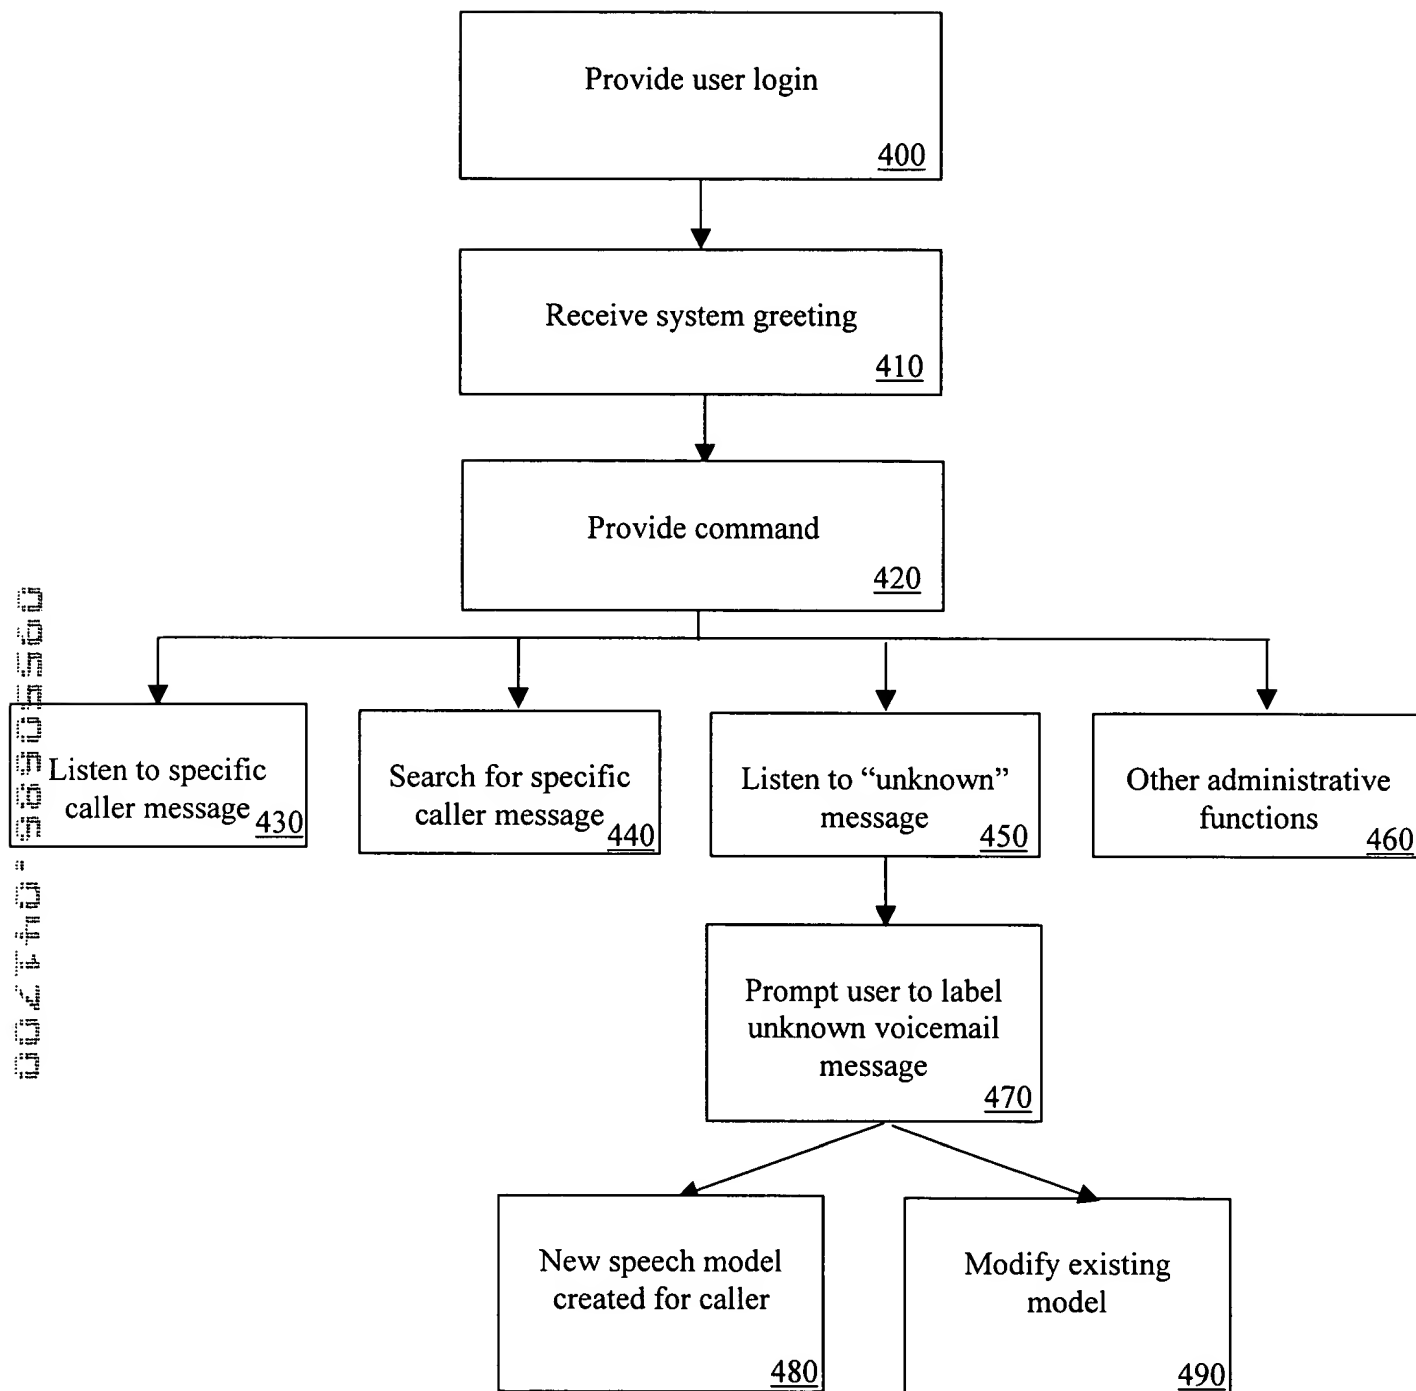 Provide user login
400
Receive system greeting
410
Provide command
420
Listen to specific
caller message
430
Search for specific
caller message
440
Listen to “unknown”
message
450
Other administrative
functions
460
Prompt user to label
unknown voicemail
message
470
New speech model
created for caller
480
Modify existing
model
490